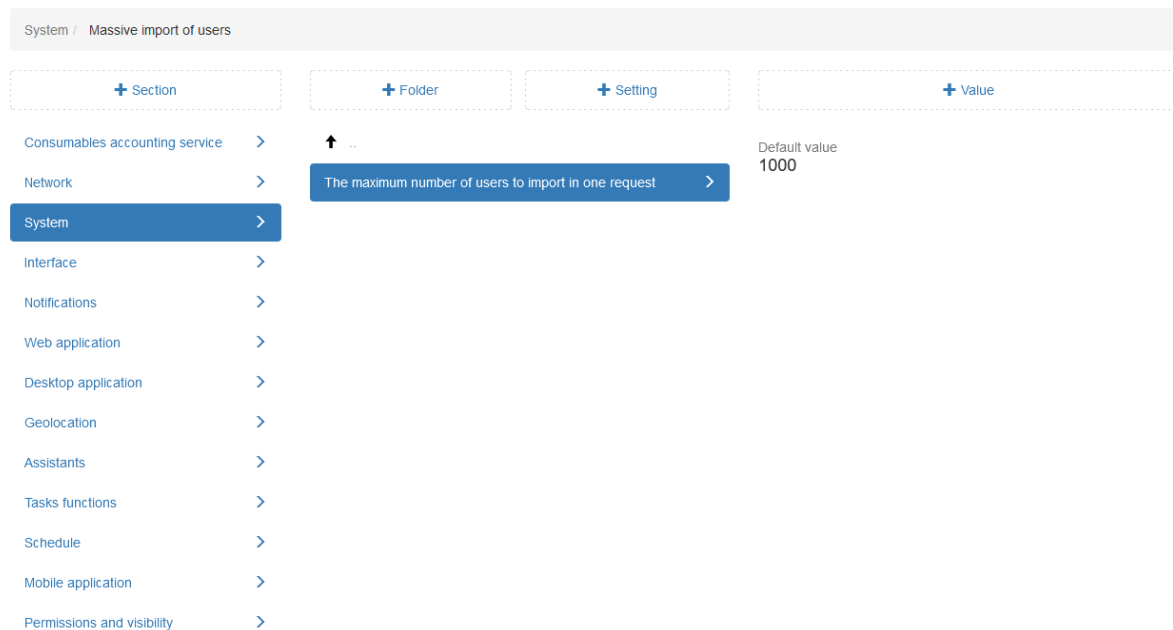 System / Massive import of users
+ Section
+ Folder
+ Setting
+ Value
Consumables accounting service
Network
System
Interface
Notifications
Web application
Desktop application
Geolocation
Assistants
Tasks functions
Schedule
Mobile application
Permissions and visibility
..
The maximum number of users to import in one request
Default value
1000